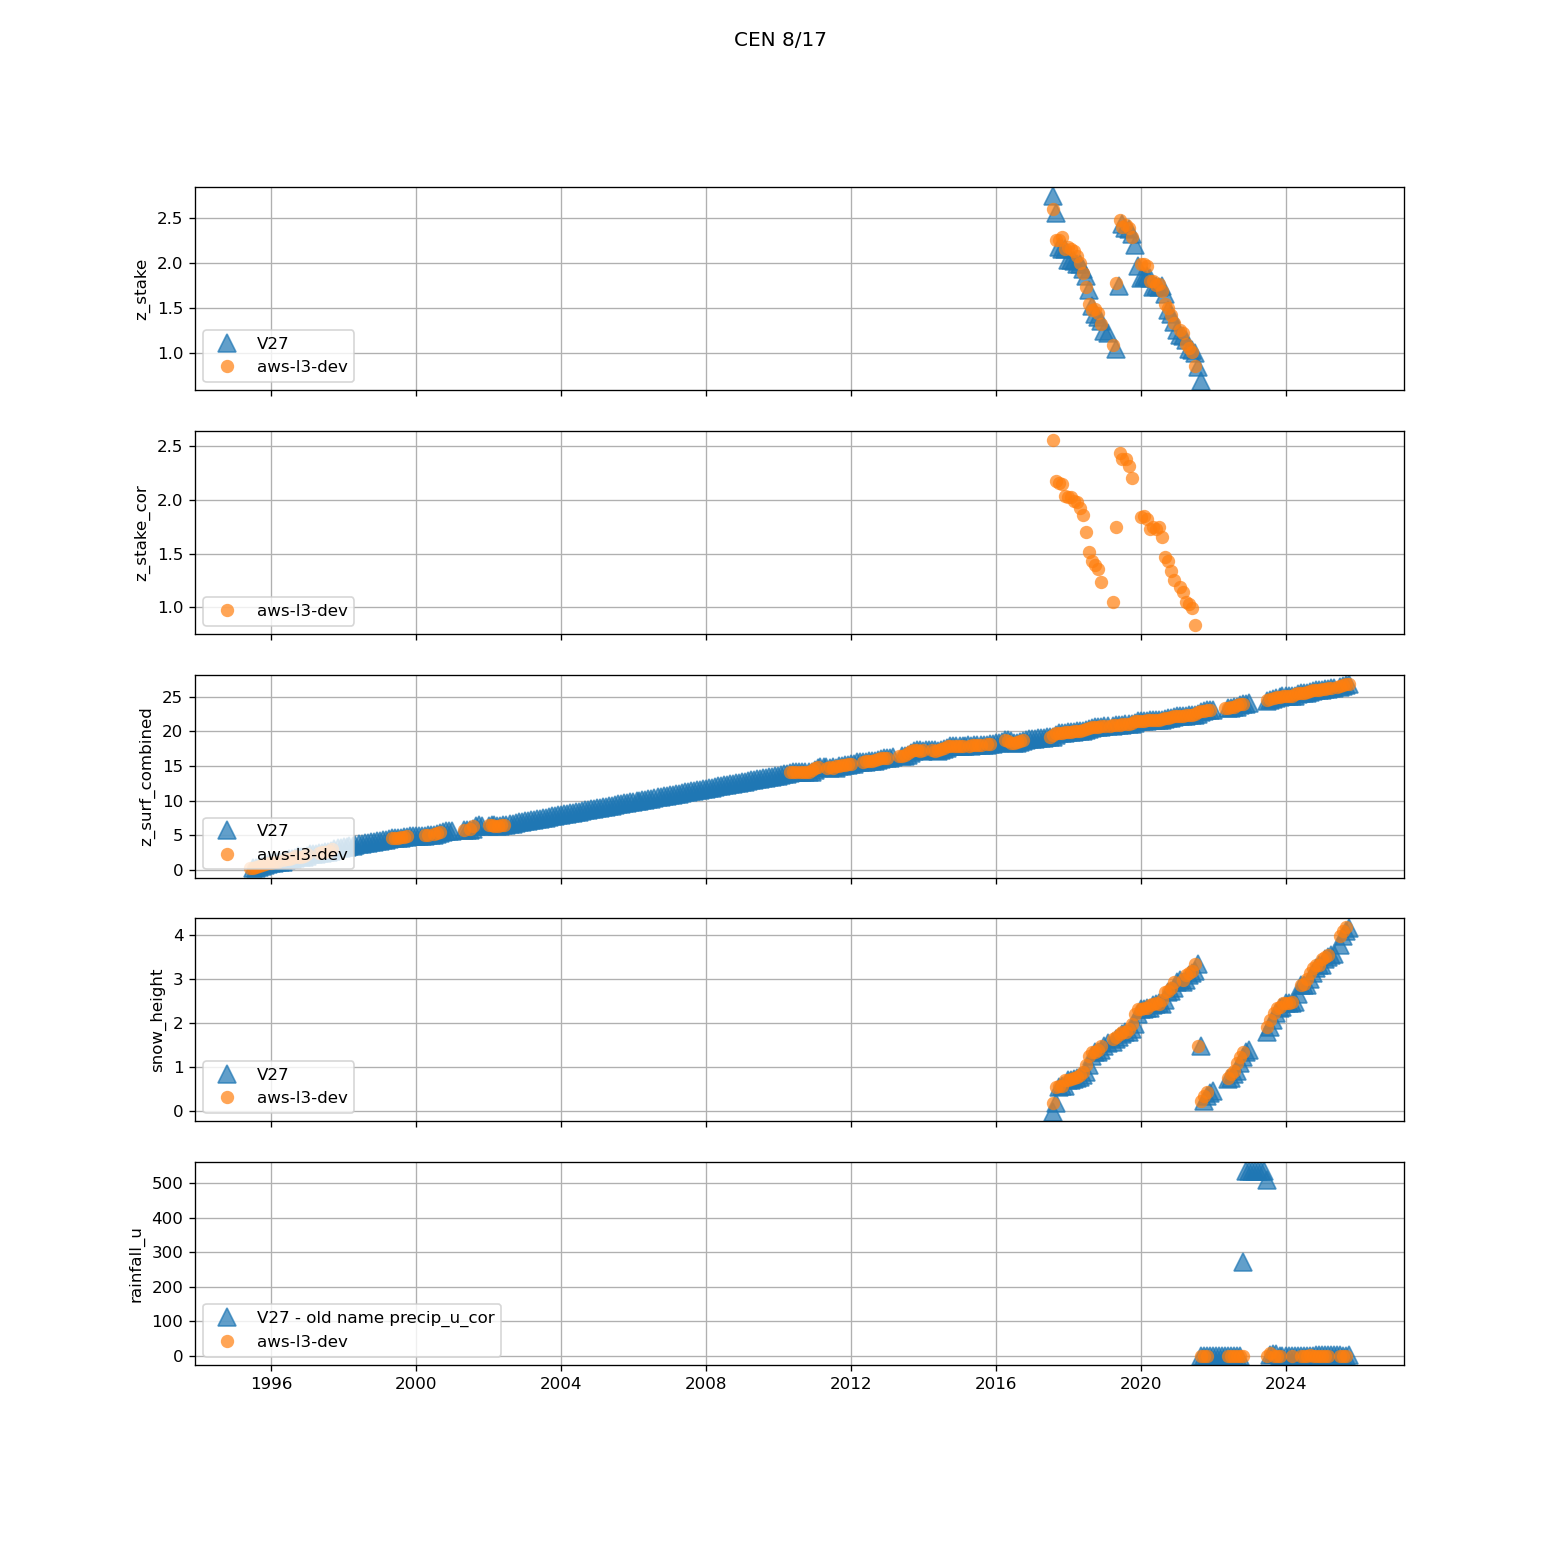 CEN 8/17
z_stake
2.5
2.0
1.5
1.0
V27
aws-l3-dev
z_stake_cor
2.5
2.0
1.5
1.0
aws-l3-dev
z_surf_combined
25
20
15
10
5
0
V27
aws-l3-dev
snow_height
4
3
2
1
0
V27
aws-l3-dev
rainfall_u
500
400
300
200
100
0
V27 - old name precip_u_cor
aws-l3-dev
1996 2000 2004 2008 2012 2016 2020 2024